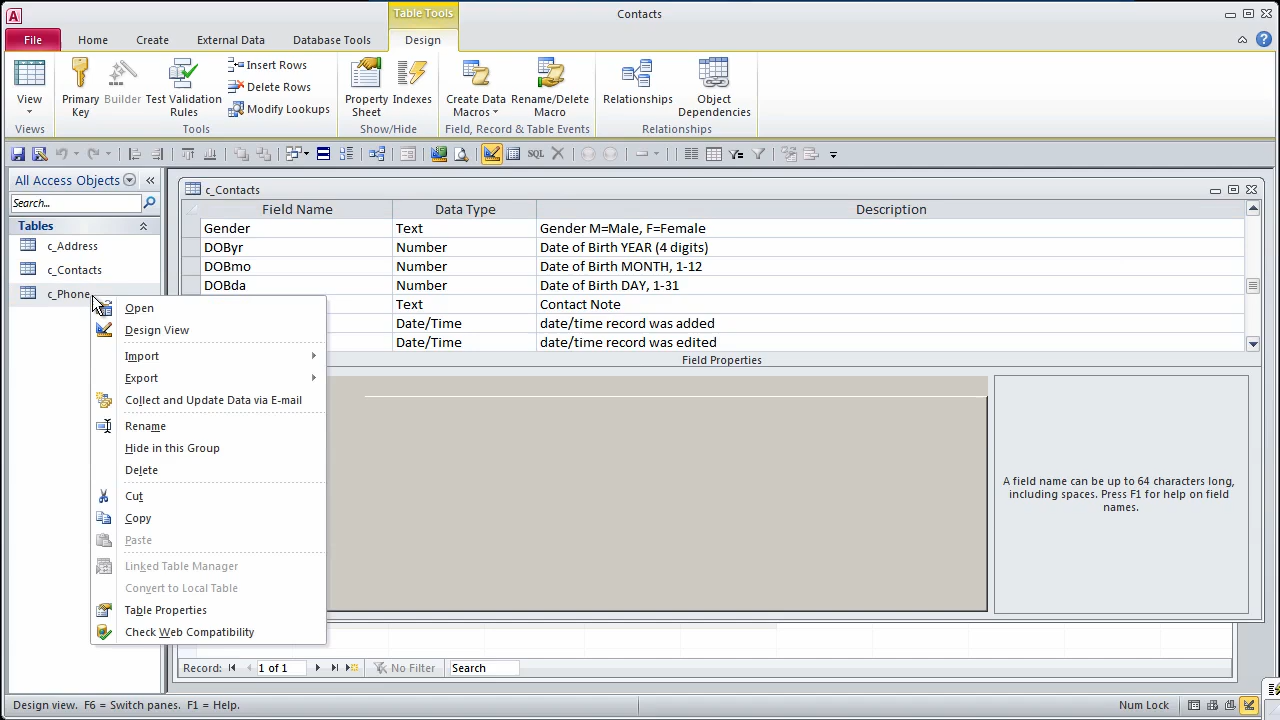 Table Tools
Contacts
File
Home
Create
External Data
Database Tools
Design
View
Primary Key
Builder
Test Validation Rules
Insert Rows
Delete Rows
Modify Lookups
Property Sheet
Indexes
Create Data Macros
Rename/Delete Macro
Relationships
Object Dependencies
Views
Tools
Show/Hide
Field, Record & Table Events
Relationships
SQL
All Access Objects
Search...
Tables
c_Address
c_Contacts
c_Phone
c_Contacts
Field Name Data Type Description
Gender Text Gender M=Male, F=Female
DOByr Number Date of Birth YEAR (4 digits)
DOBmo Number Date of Birth MONTH, 1-12
DOBda Number Date of Birth DAY, 1-31
Text Contact Note
Date/Time date/time record was added
Date/Time date/time record was edited
Field Properties
Open
Design View
Import
Export
Collect and Update Data via E-mail
Rename
Hide in this Group
Delete
Cut
Copy
Paste
Linked Table Manager
Convert to Local Table
Table Properties
Check Web Compatibility
A field name can be up to 64 characters long,
including spaces. Press F1 for help on field
names.
Record: 1 of 1 No Filter Search
Design view. F6 = Switch panes. F1 = Help.
Num Lock